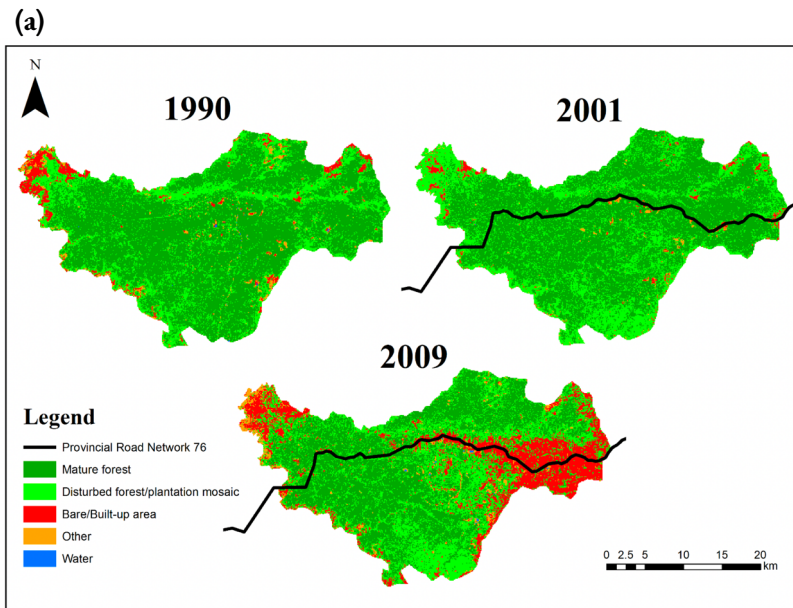 (a)
N
1990
2001
2009
Legend
Provincial Road Network 76
Mature forest
Disturbed forest/plantation mosaic
Bare/Built-up area
Other
Water
0 2.5 5 10 15 20
km